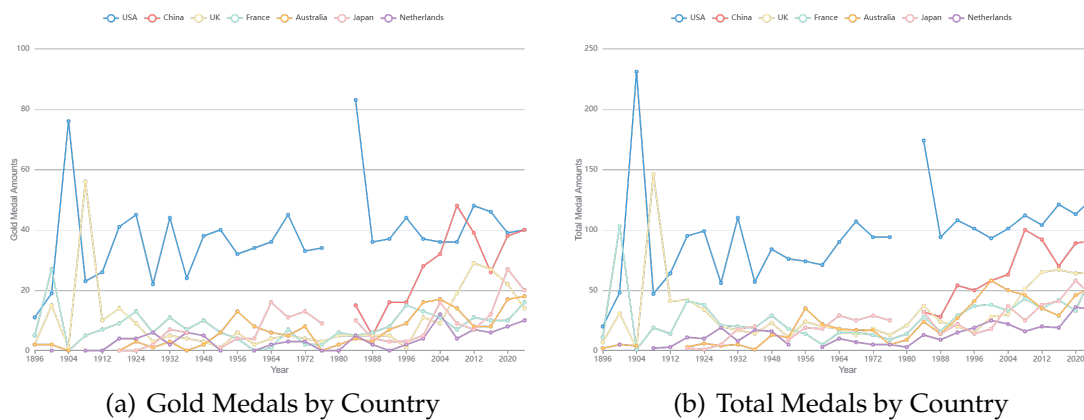 USA China UK France Australia Japan Netherlands
Gold Medal Amounts
100
80
60
40
20
0
1896 1904 1912 1924 1932 1948 1956 1964 1972 1980 1988 1996 2004 2012 2020
Year
(a) Gold Medals by Country
USA China UK France Australia Japan Netherlands
Total Medal Amounts
250
200
150
100
50
0
1896 1904 1912 1924 1932 1948 1956 1964 1972 1980 1988 1996 2004 2012 2020
Year
(b) Total Medals by Country